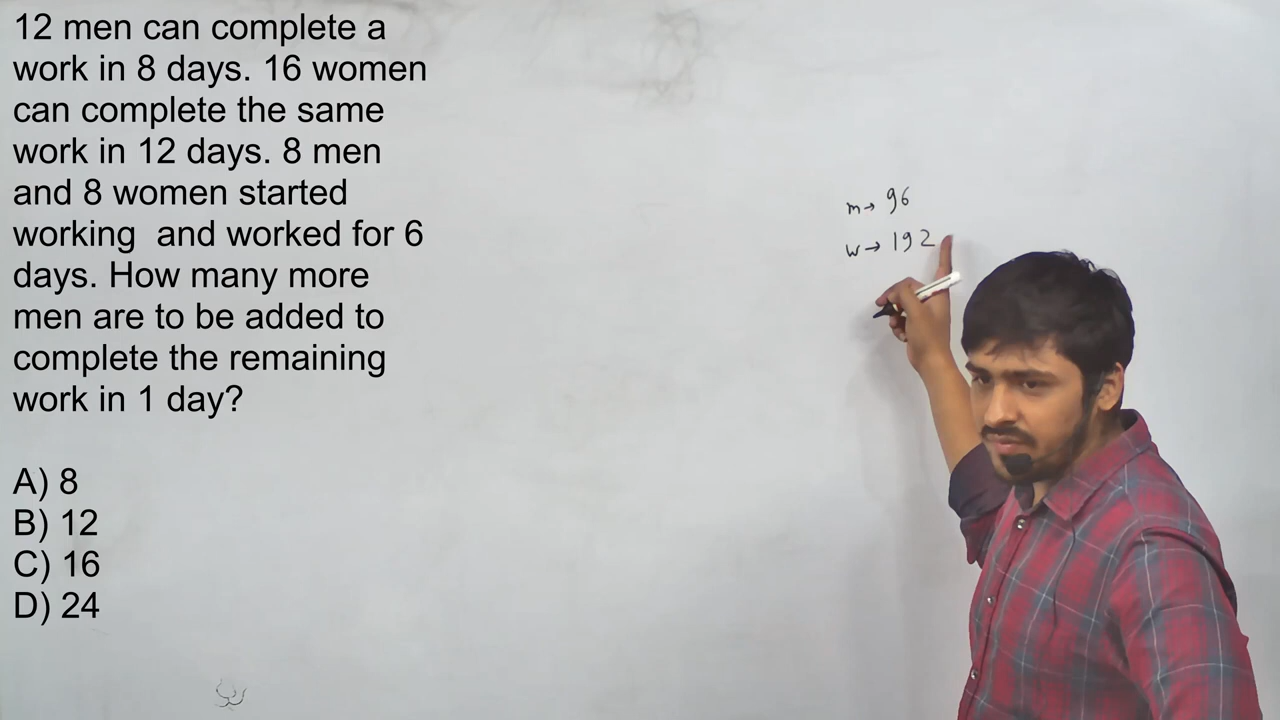 12 men can complete a
work in 8 days. 16 women
can complete the same
work in 12 days. 8 men
and 8 women started
working  and worked for 6
days. How many more
men are to be added to
complete the remaining
work in 1 day?
A) 8
B) 12
C) 16
D) 24
m→ 96
w→ 192